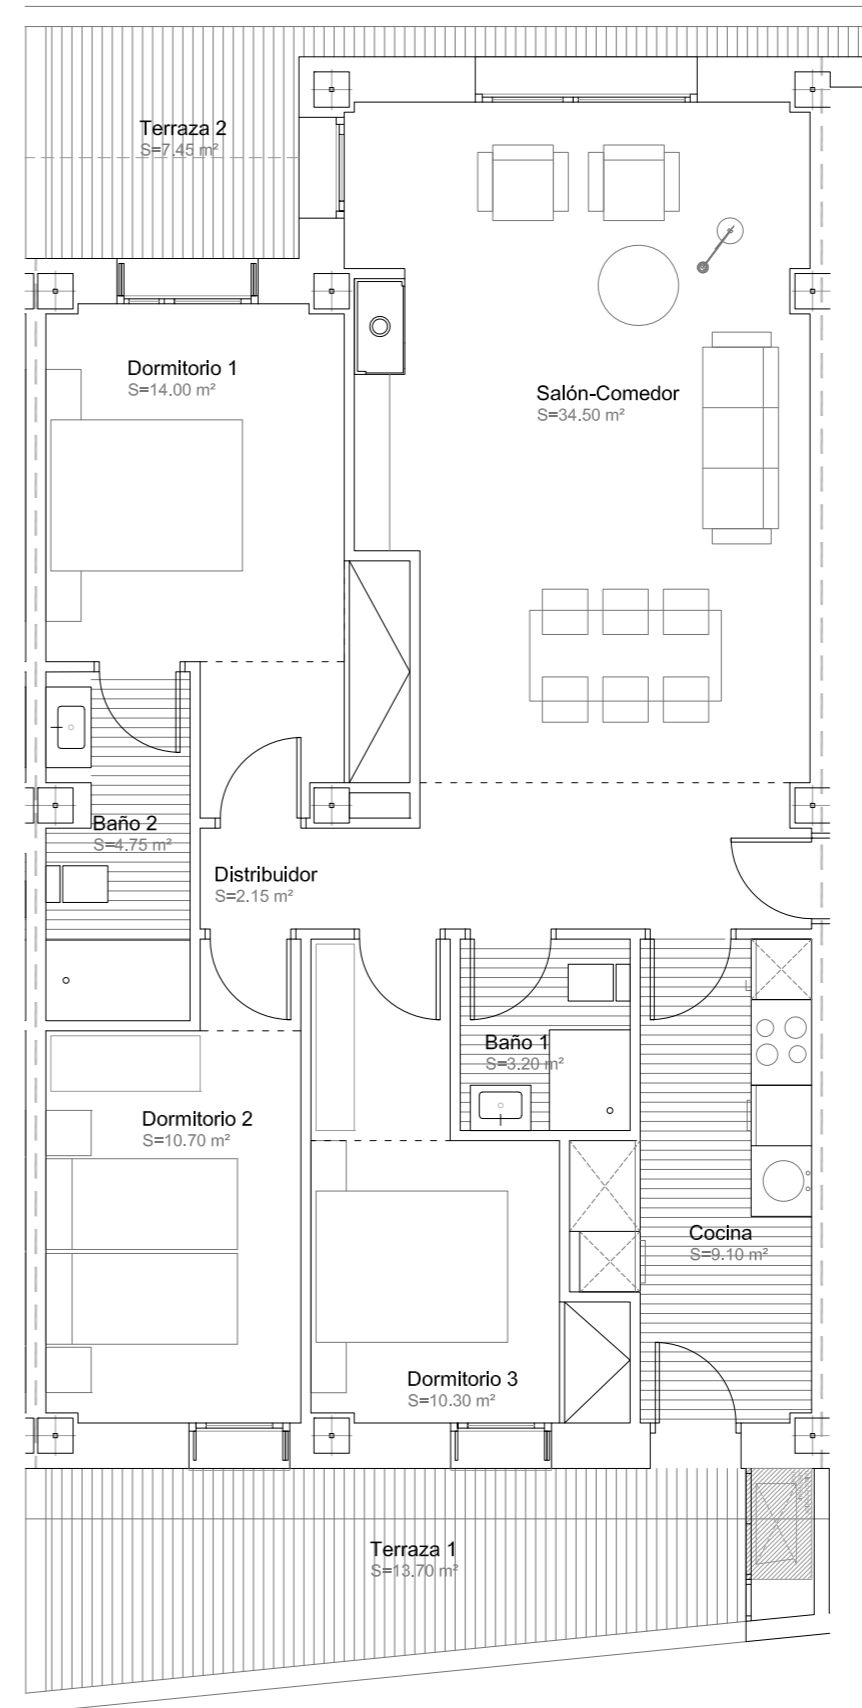 Terraza 2
S=7.45 m²
Dormitorio 1
S=14.00 m²
Salón-Comedor
S=34.50 m²
Baño 2
S=4.75 m²
Distribuidor
S=2.15 m²
Baño 1
S=3.20 m²
Dormitorio 2
S=10.70 m²
Cocina
S=9.10 m²
Dormitorio 3
S=10.30 m²
Terraza 1
S=13.70 m²